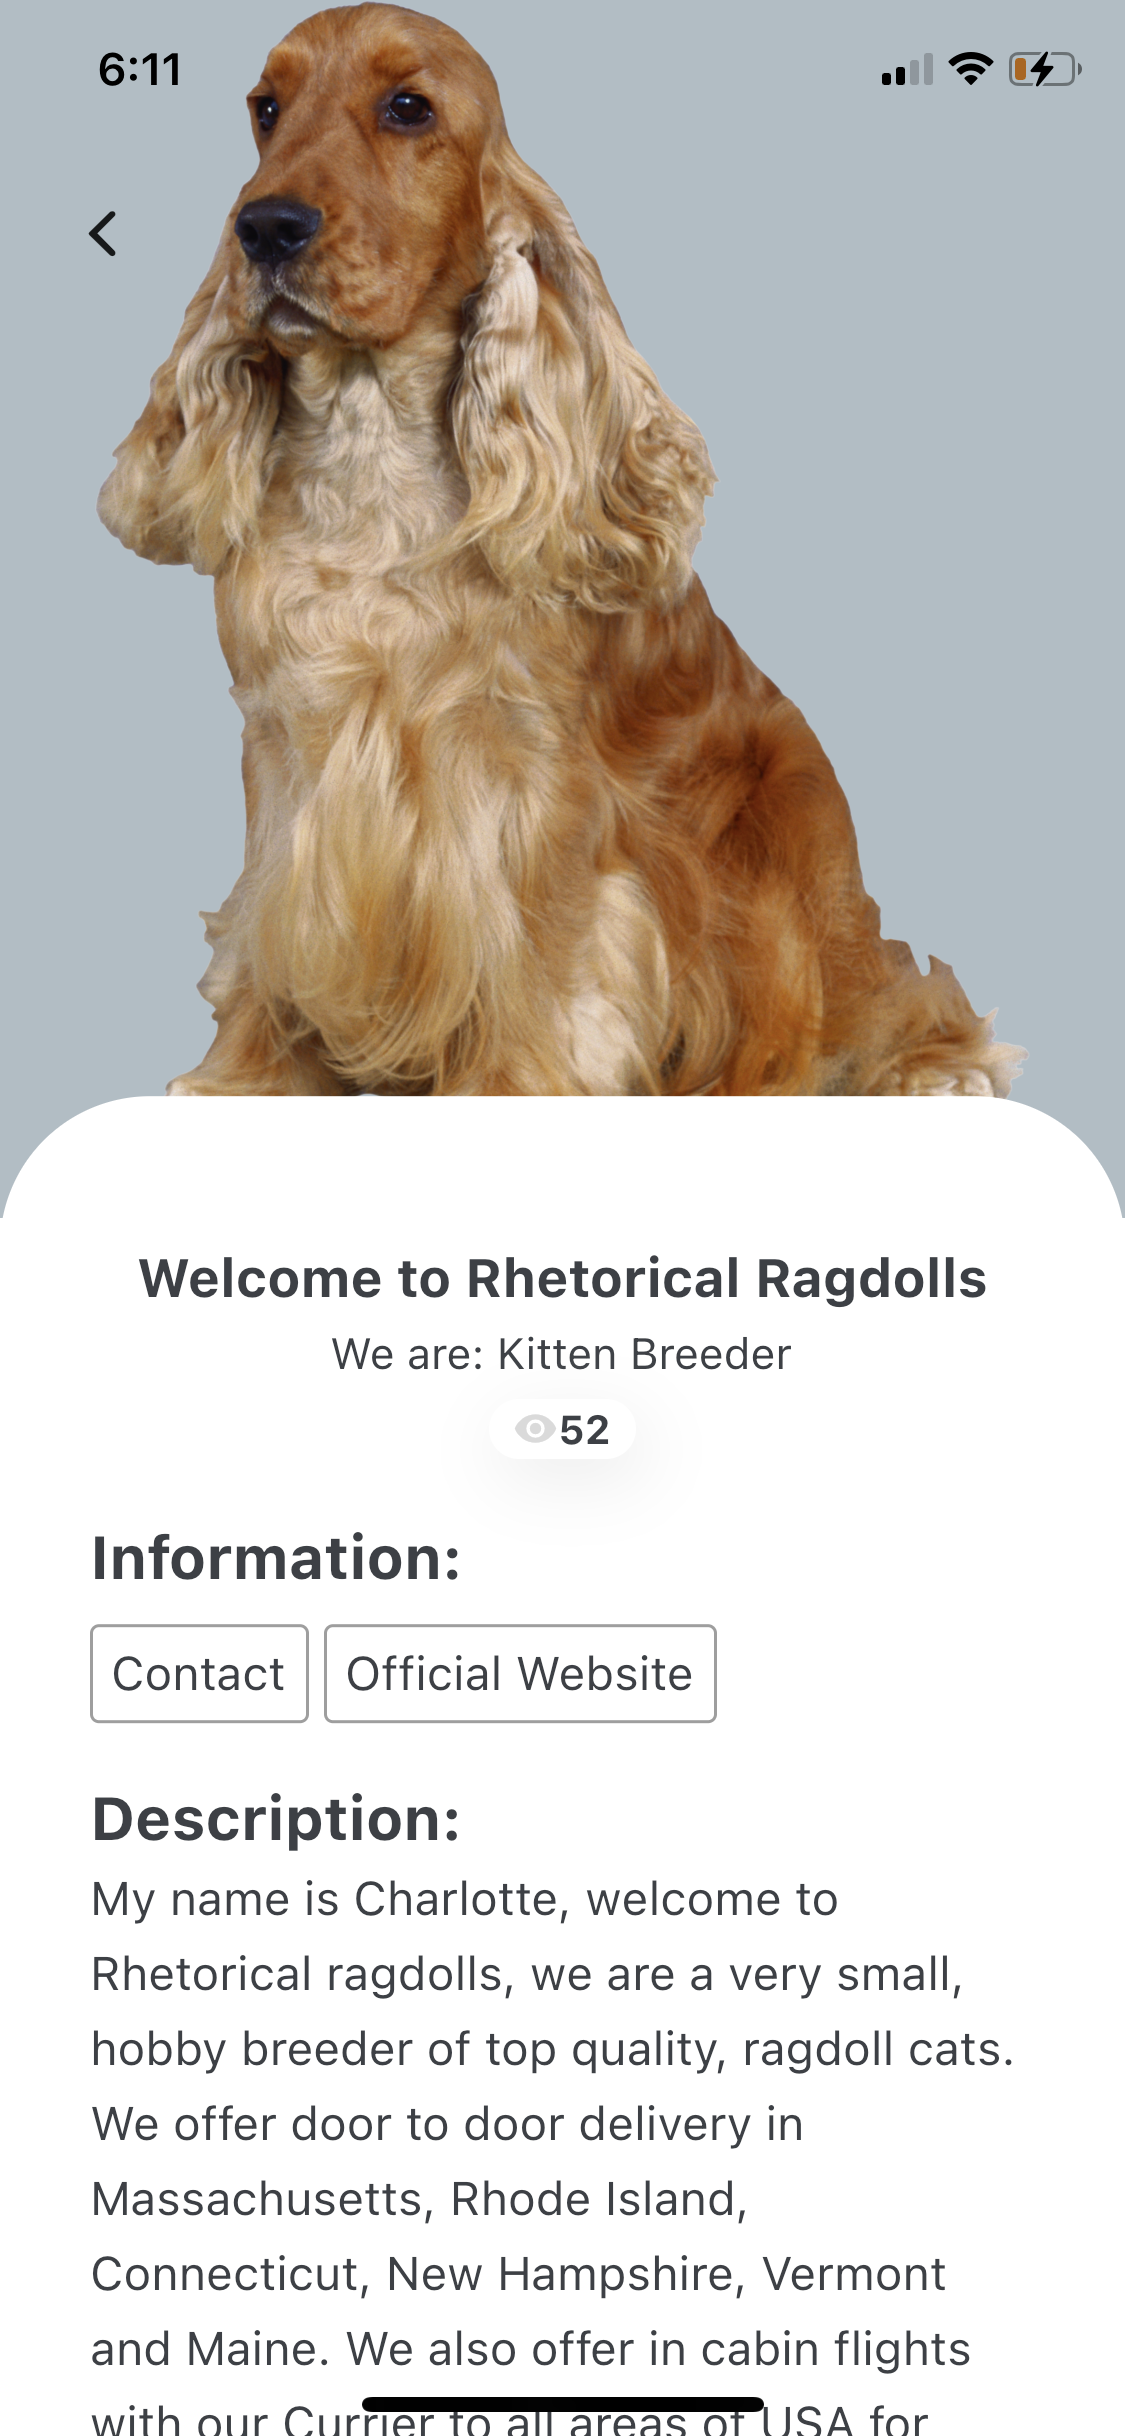 6:11
Welcome to Rhetorical Ragdolls
We are: Kitten Breeder
52
Information:
Contact
Official Website
Description:
My name is Charlotte, welcome to
Rhetorical ragdolls, we are a very small,
hobby breeder of top quality, ragdoll cats.
We offer door to door delivery in
Massachusetts, Rhode Island,
Connecticut, New Hampshire, Vermont
and Maine. We also offer in cabin flights
with our Currier to all areas of USA for